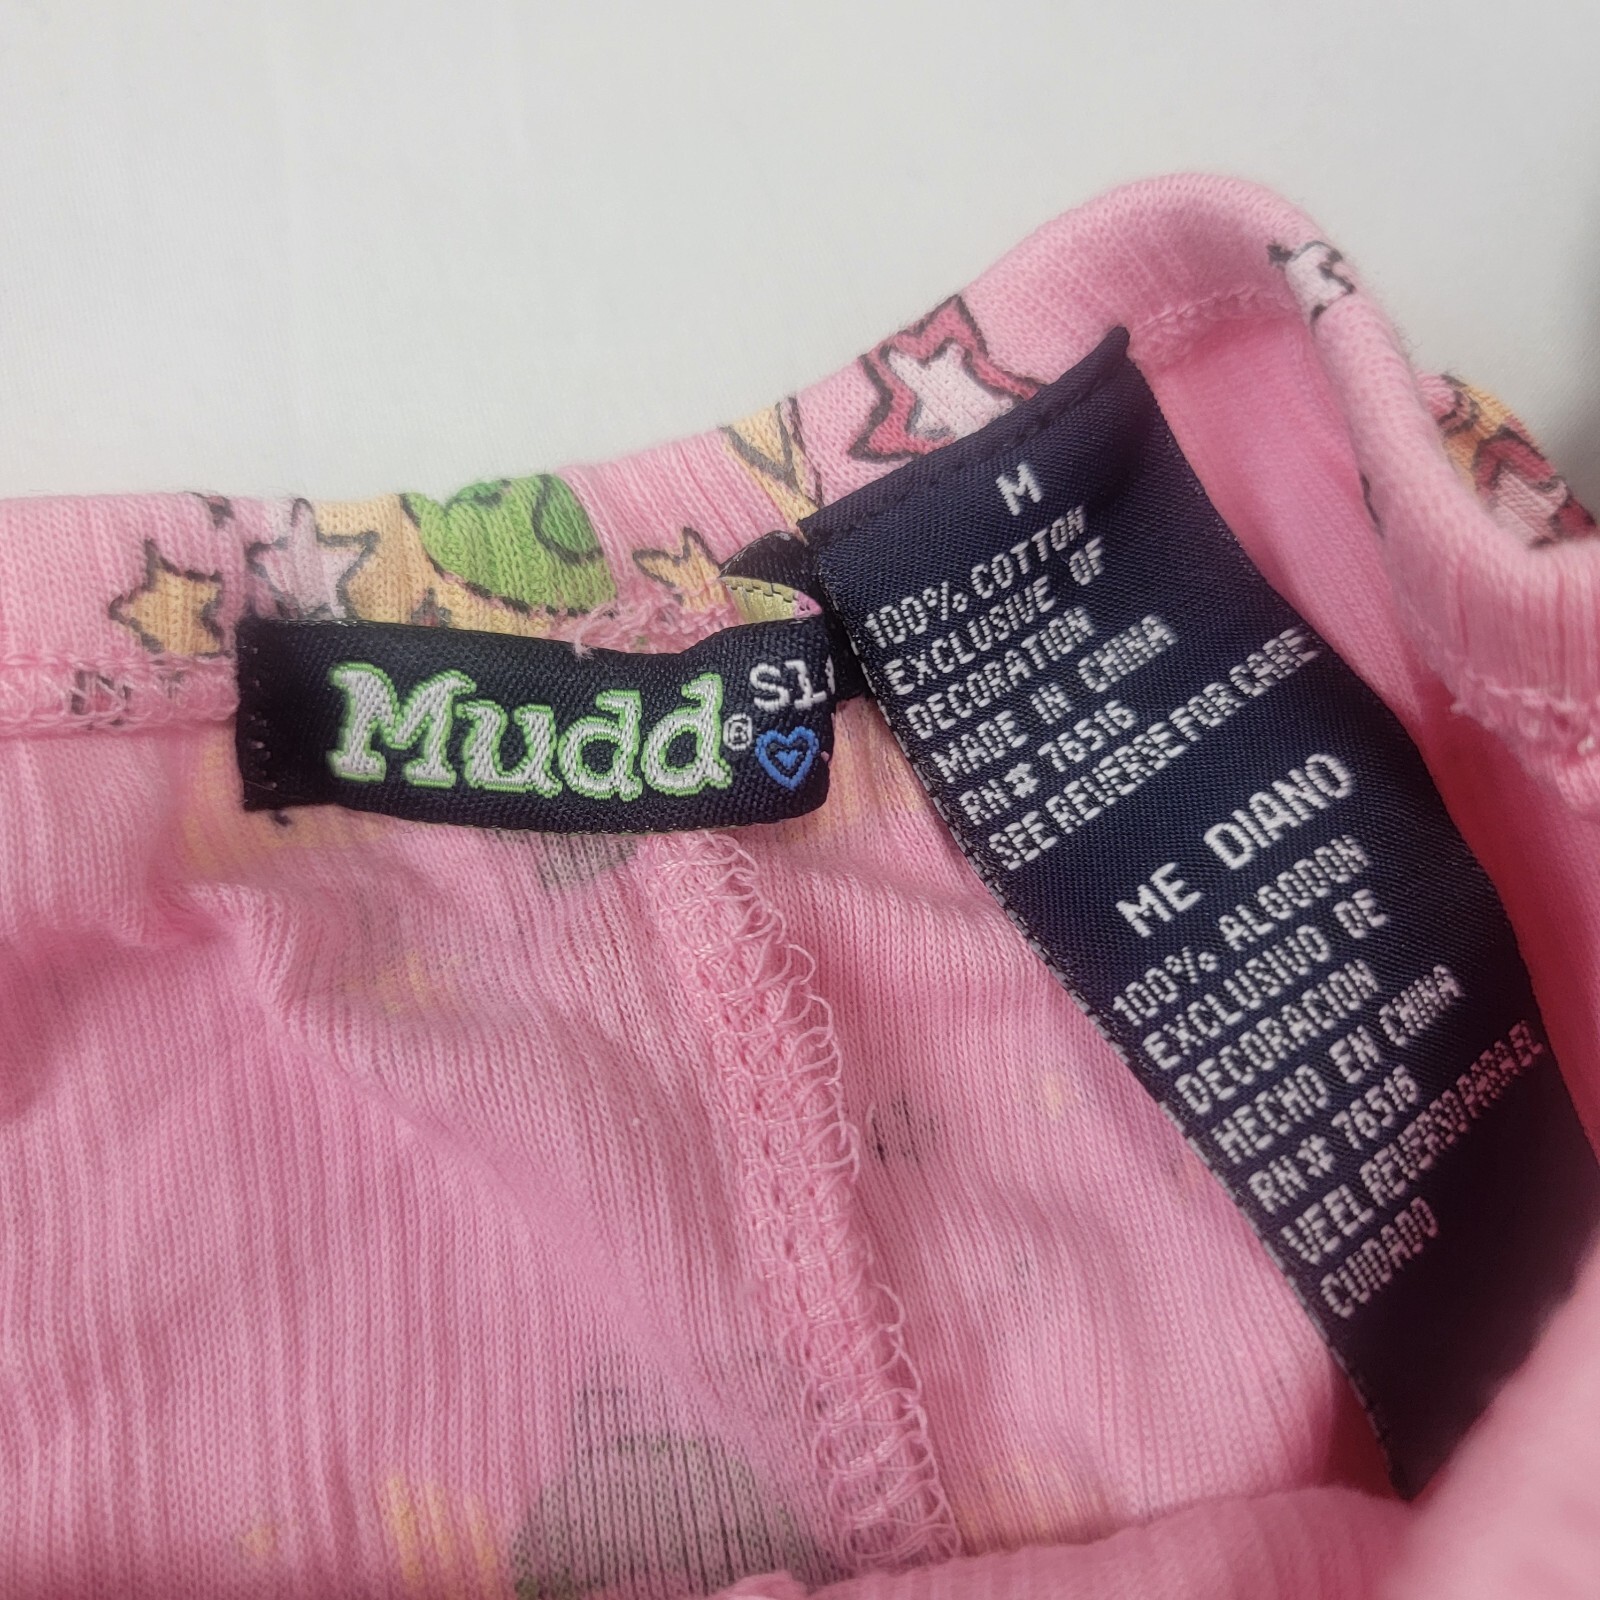 Mudd®
M
100% COTTON
EXCLUSIVE OF
DECORATION
MADE IN CHINA
RN# 76516
SEE REVERSE FOR CARE
ME DIANO
100% ALGODON
EXCLUSIVO DE
DECORACION
HECHO EN CHINA
RN# 76516
VEEL REVERSO PARA EL
CUIDADO